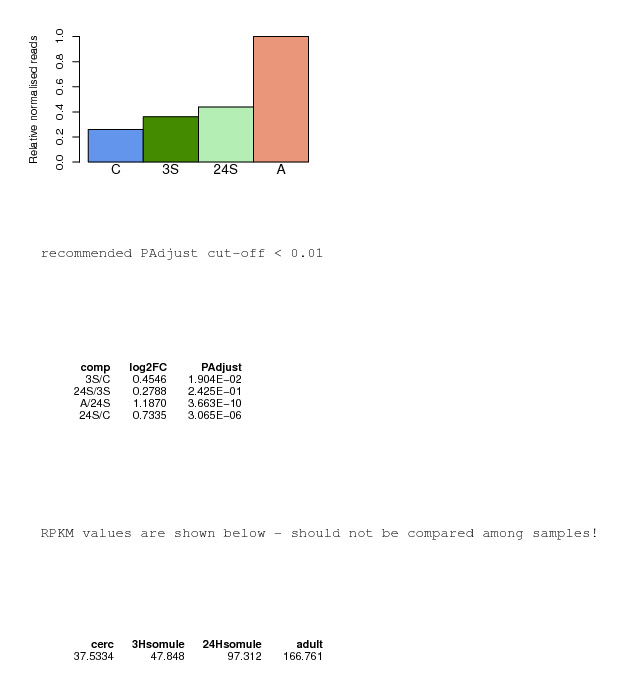 Relative normalised reads
1.0
0.8
0.6
0.4
0.2
0.0
C 3S 24S A
recommended PAdjust cut-off < 0.01
comp log2FC PAdjust
3S/C 0.4546 1.904E−02
24S/3S 0.2788 2.425E−01
A/24S 1.1870 3.663E−10
24S/C 0.7335 3.065E−06
RPKM values are shown below - should not be compared among samples!
cerc 3Hsomule 24Hsomule adult
37.5334 47.848 97.312 166.761